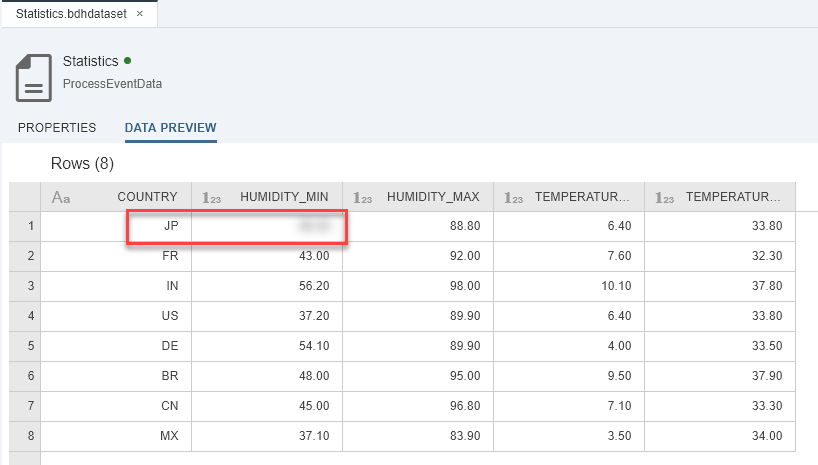 Statistics.bdhdataset ×
Statistics
ProcessEventData
PROPERTIES DATA PREVIEW
Rows (8)
Aa COUNTRY 123 HUMIDITY_MIN 123 HUMIDITY_MAX 123 TEMPERATUR... 123 TEMPERATUR...
1 JP 88.80 6.40 33.80
2 FR 43.00 92.00 7.60 32.30
3 IN 56.20 98.00 10.10 37.80
4 US 37.20 89.90 6.40 33.80
5 DE 54.10 89.90 4.00 33.50
6 BR 48.00 95.00 9.50 37.90
7 CN 45.00 96.80 7.10 33.30
8 MX 37.10 83.90 3.50 34.00